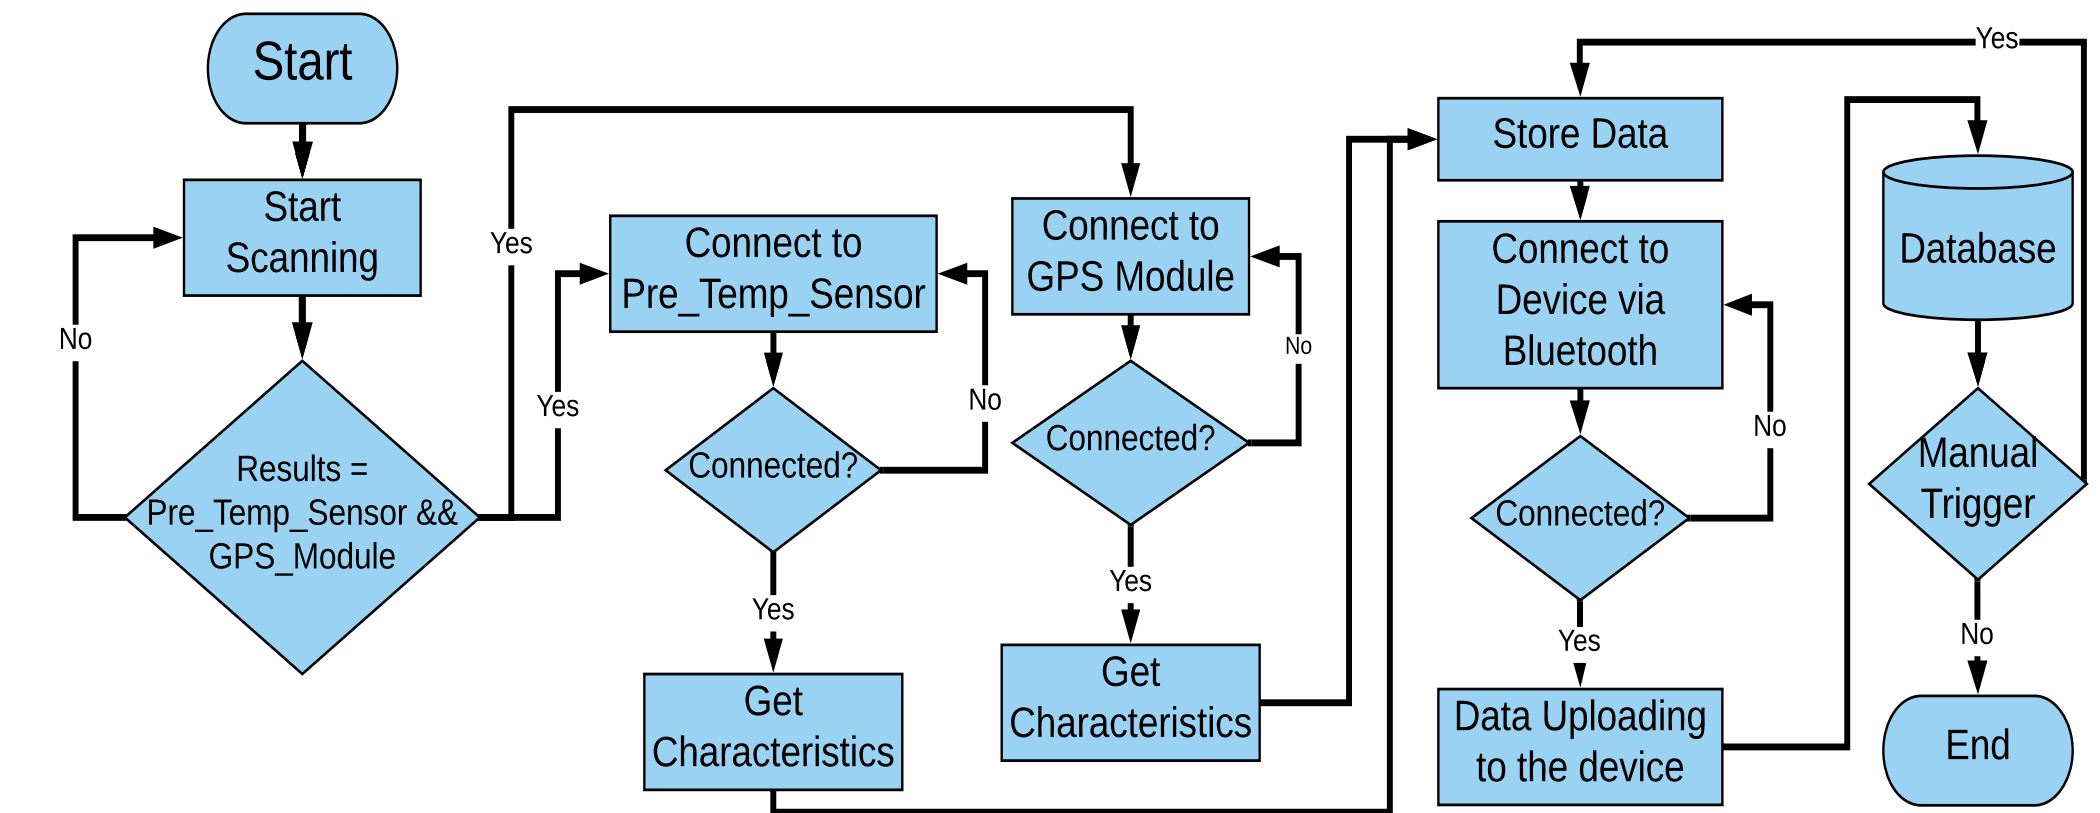 Start
Start
Scanning
No
Results =
Pre_Temp_Sensor &&
GPS_Module
Yes
Yes
Connect to
Pre_Temp_Sensor
No
Connected?
Yes
Get
Characteristics
Connect to
GPS Module
No
Connected?
Yes
Get
Characteristics
Store Data
Connect to
Device via
Bluetooth
No
Connected?
Yes
Data Uploading
to the device
Yes
Database
Manual
Trigger
No
End